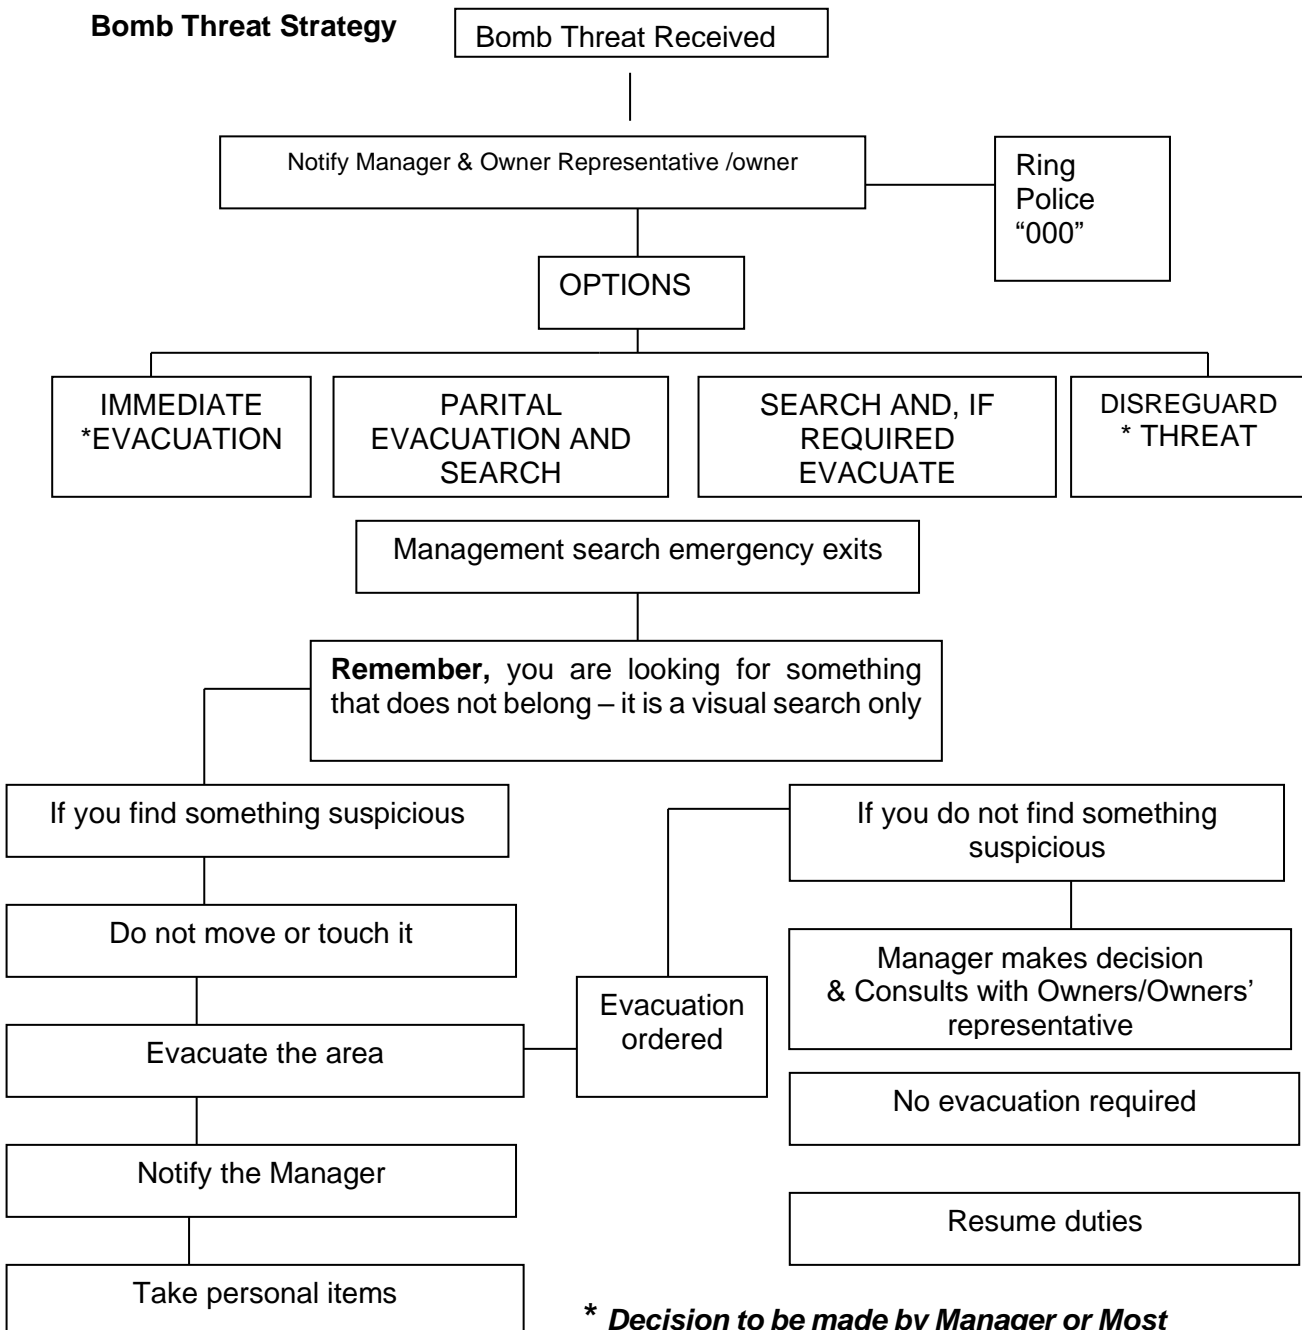 Bomb Threat Strategy
Bomb Threat Received
Notify Manager & Owner Representative /owner
Ring
Police
“000”
OPTIONS
IMMEDIATE
*EVACUATION
PARITAL
EVACUATION AND
SEARCH
SEARCH AND, IF
REQUIRED
EVACUATE
DISREGUARD
* THREAT
Management search emergency exits
Remember, you are looking for something
that does not belong – it is a visual search only
If you find something suspicious
If you do not find something
suspicious
Do not move or touch it
Manager makes decision
& Consults with Owners/Owners’
representative
Evacuation
ordered
Evacuate the area
No evacuation required
Notify the Manager
Resume duties
Take personal items
* Decision to be made by Manager or Most